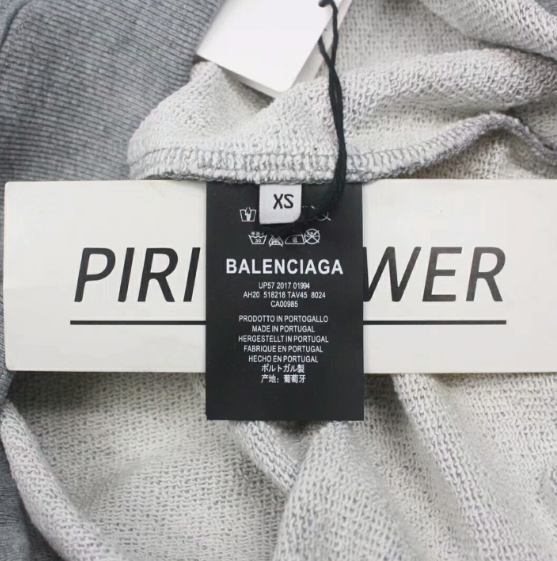 XS
PIRI WER
BALENCIAGA
UP57 2017 01994
AH20 518216 TAV45 8024
CA00985
PRODOTTO IN PORTOGALLO
MADE IN PORTUGAL
HERGESTELLT IN PORTUGAL
FABRIQUE EN PORTUGAL
HECHO EN PORTUGAL
ポルトガル製
产地: 葡萄牙